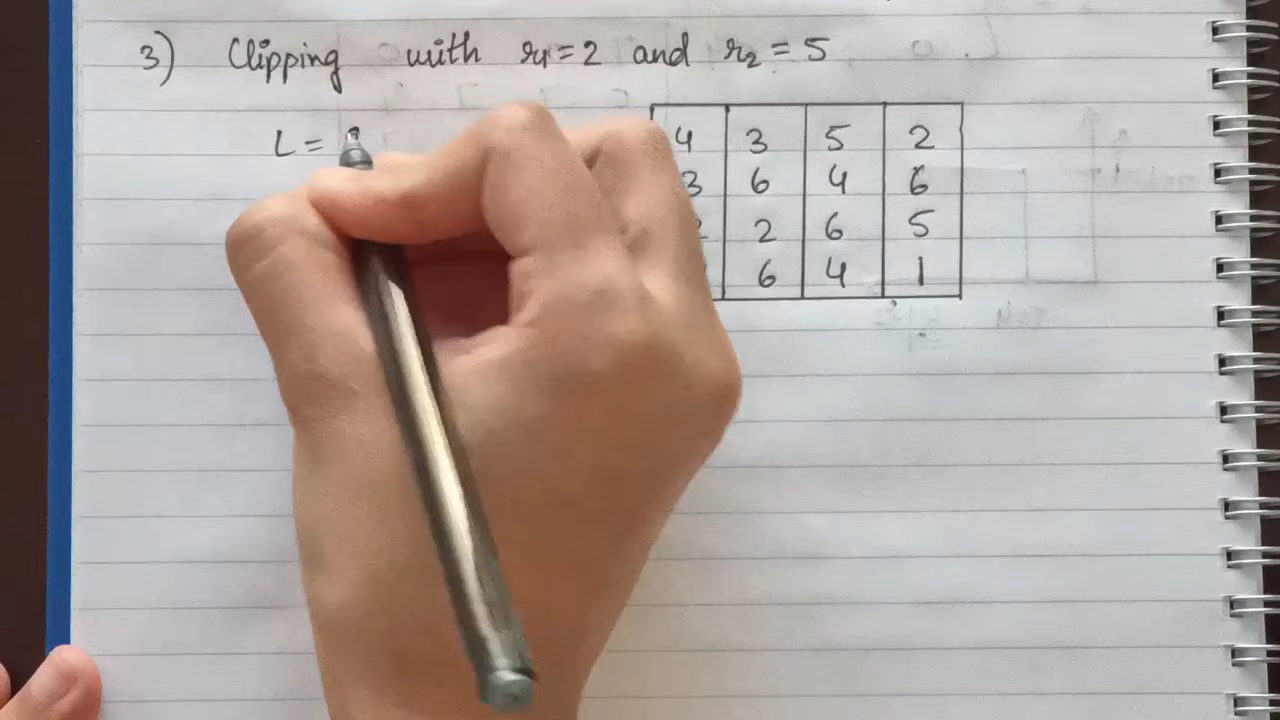 3) Clipping with r1=2 and r2 = 5
L =
4 3 5 2
3 6 4 6
2 6 5
6 4 1